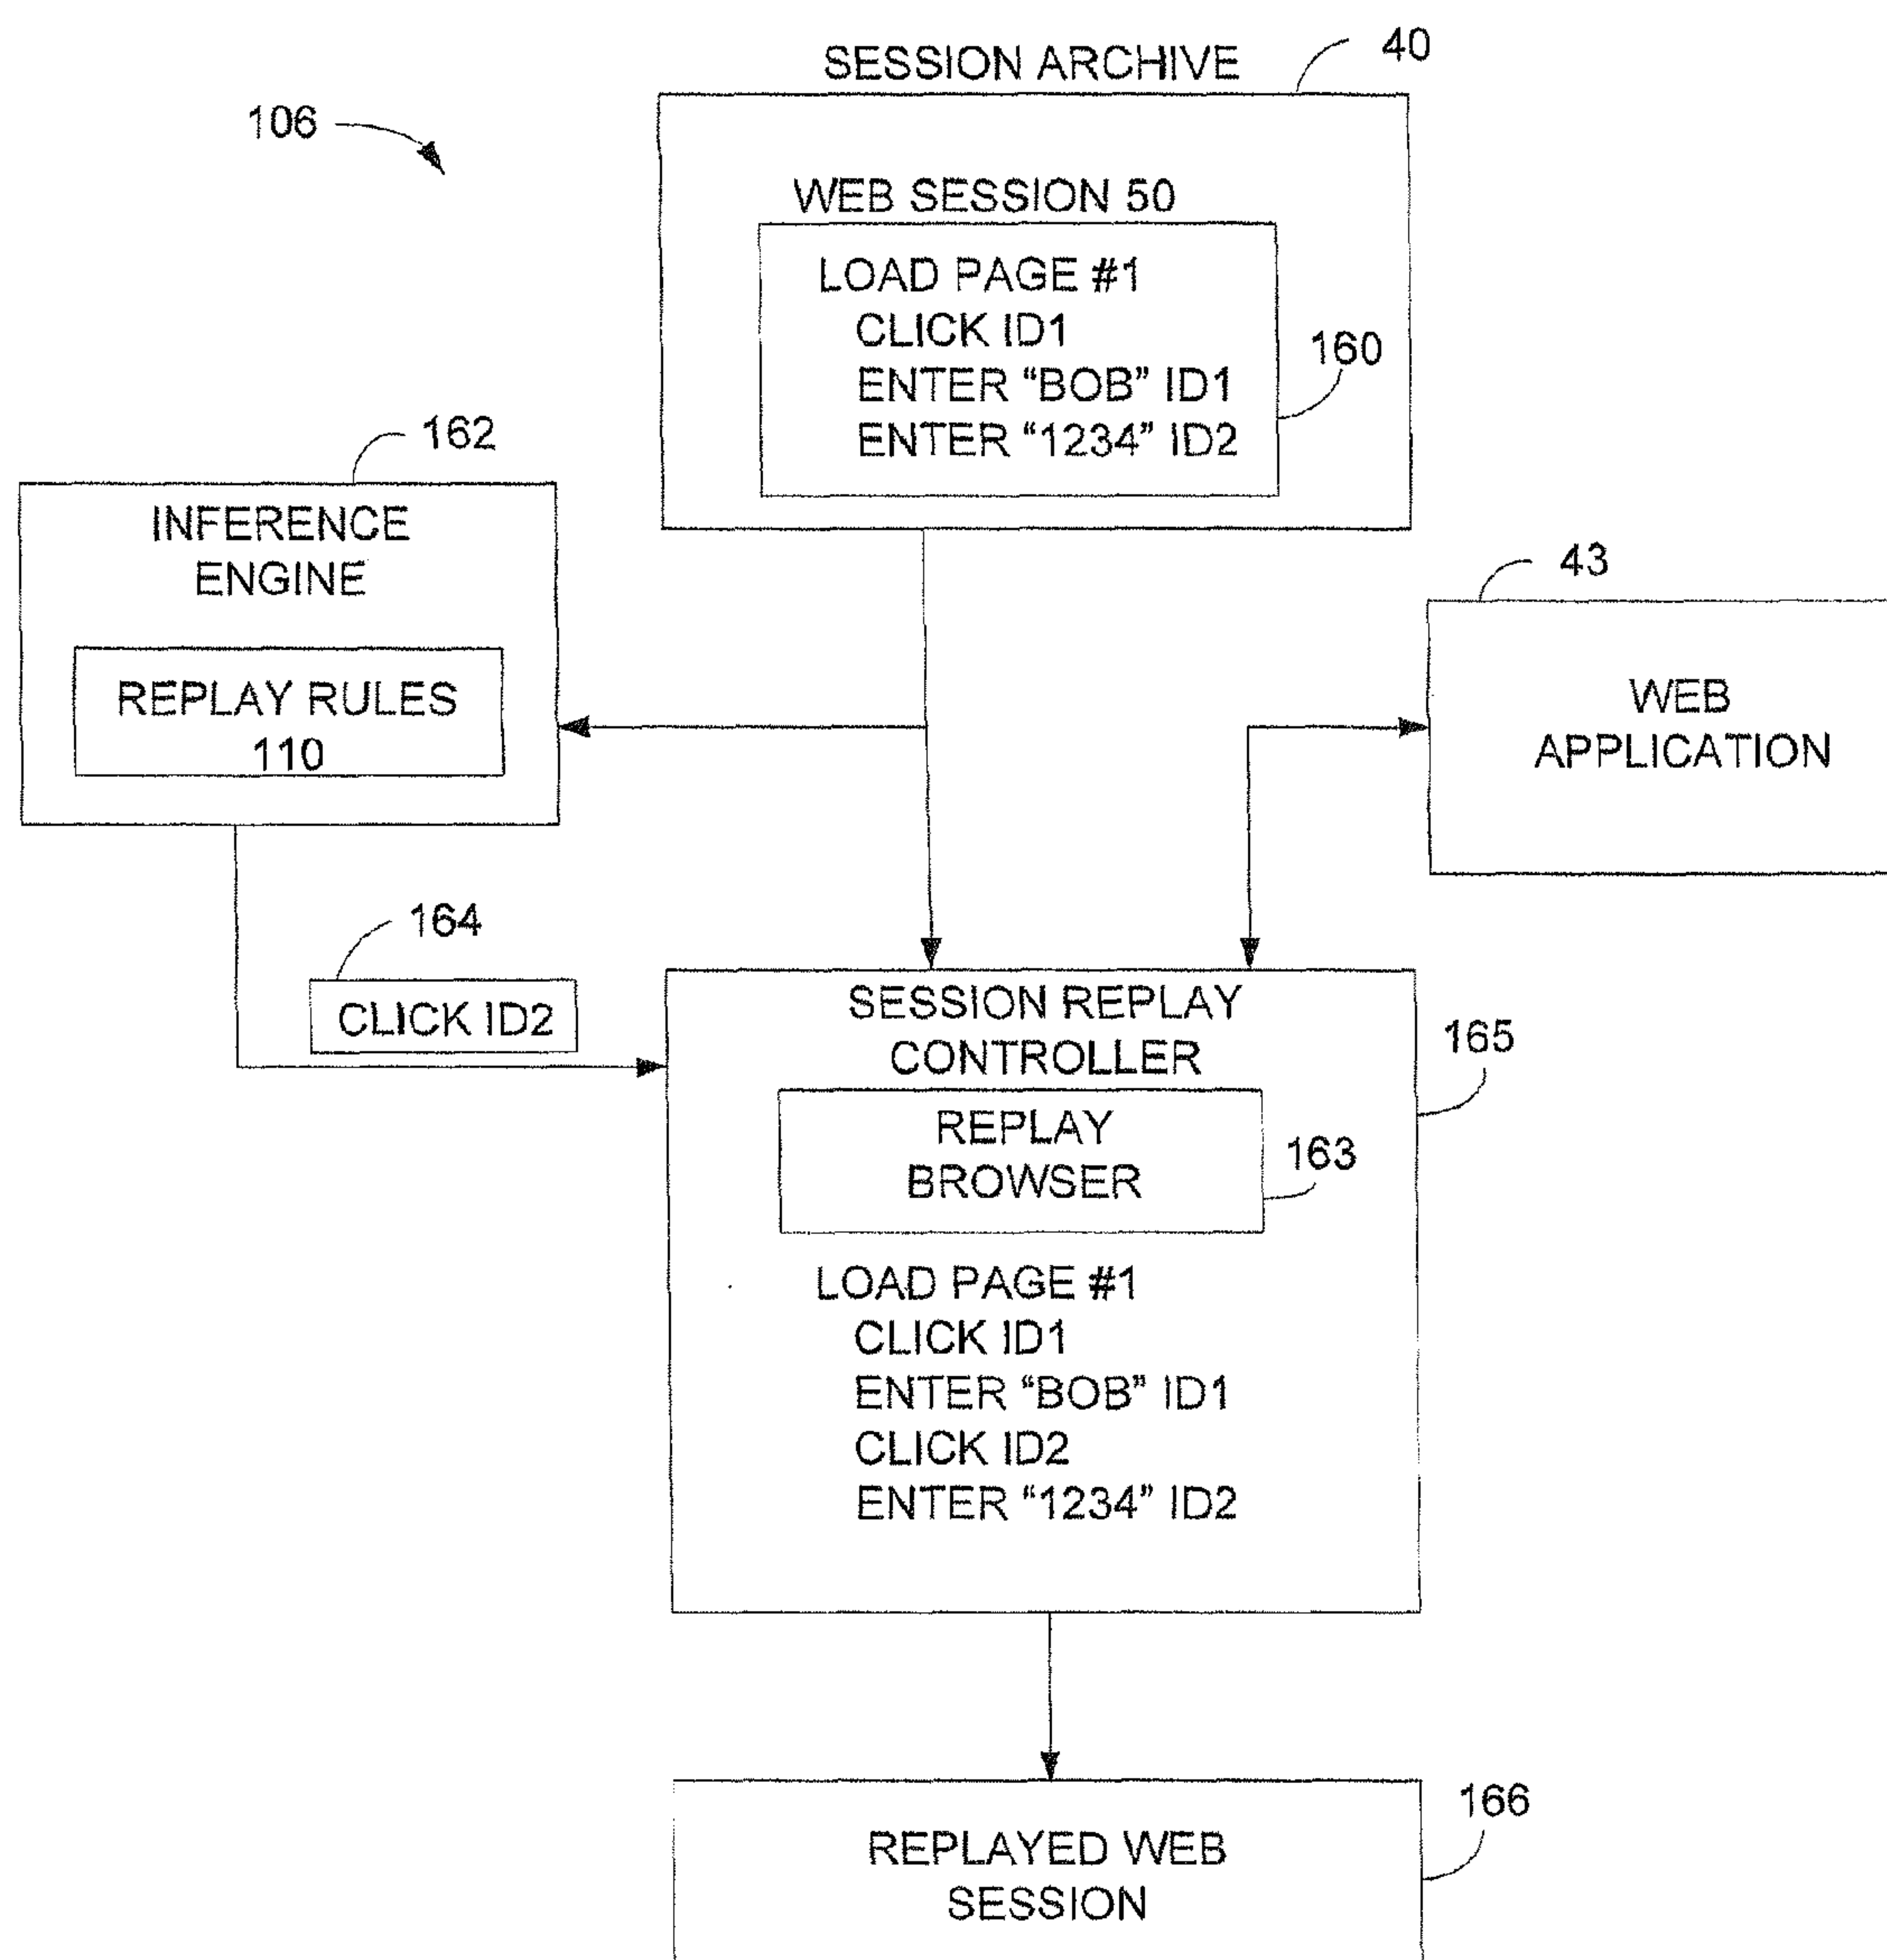 40
SESSION ARCHIVE
106
WEB SESSION 50
LOAD PAGE #1
CLICK ID1
ENTER “BOB” ID1
ENTER “1234” ID2
160
162
INFERENCE
ENGINE
REPLAY RULES
110
43
WEB
APPLICATION
164
CLICK ID2
SESSION REPLAY
CONTROLLER
165
REPLAY
BROWSER
163
LOAD PAGE #1
CLICK ID1
ENTER “BOB” ID1
CLICK ID2
ENTER “1234” ID2
166
REPLAYED WEB
SESSION